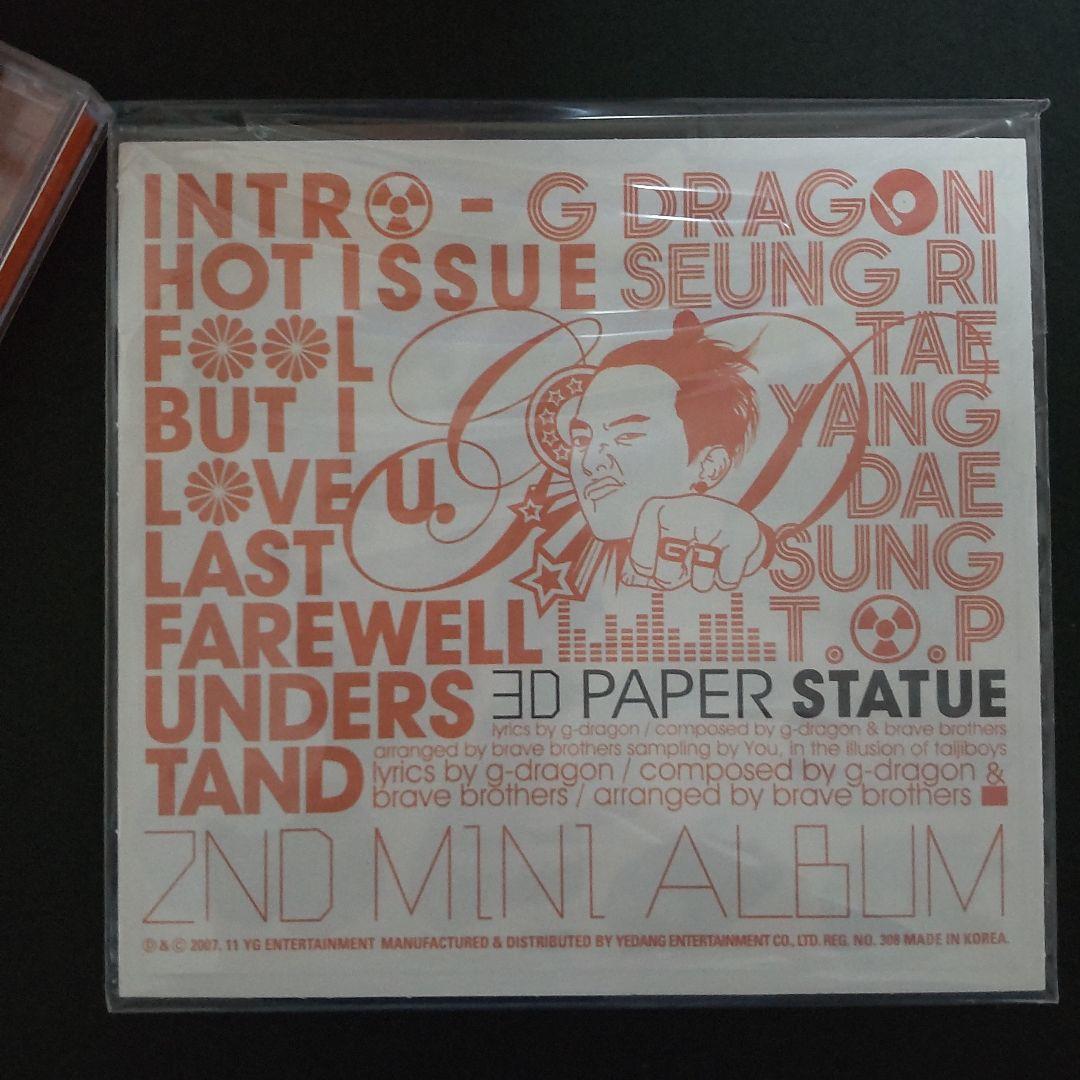 INTRO - G DRAGON
HOT ISSUE SEUNG RI
FOOL TAE
BUT I YANG
LOVE U. DAE
LAST SUNG
FAREWELL T.O.P
UNDERS 3D PAPER STATUE
lyrics by g-dragon / composed by g-dragon & brave brothers
arranged by brave brothers sampling by You, in the illusion of taijiboys
TAND lyrics by g-dragon / composed by g-dragon &
brave brothers / arranged by brave brothers
2ND MINI ALBUM
℗ & © 2007. 11 YG ENTERTAINMENT MANUFACTURED & DISTRIBUTED BY YEDANG ENTERTAINMENT CO., LTD. REG. NO. 308 MADE IN KOREA.
GD
GD